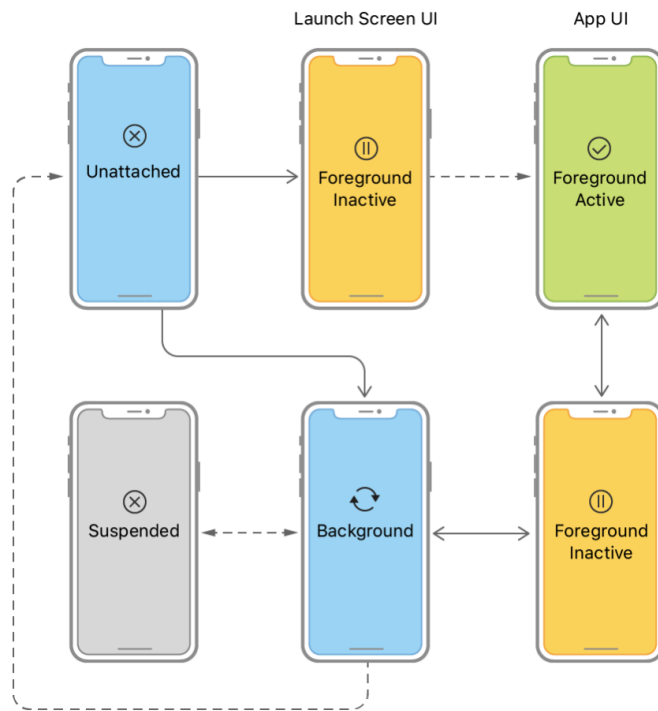 Launch Screen UI
App UI
Unattached
Foreground
Inactive
Foreground
Active
Suspended
Background
Foreground
Inactive